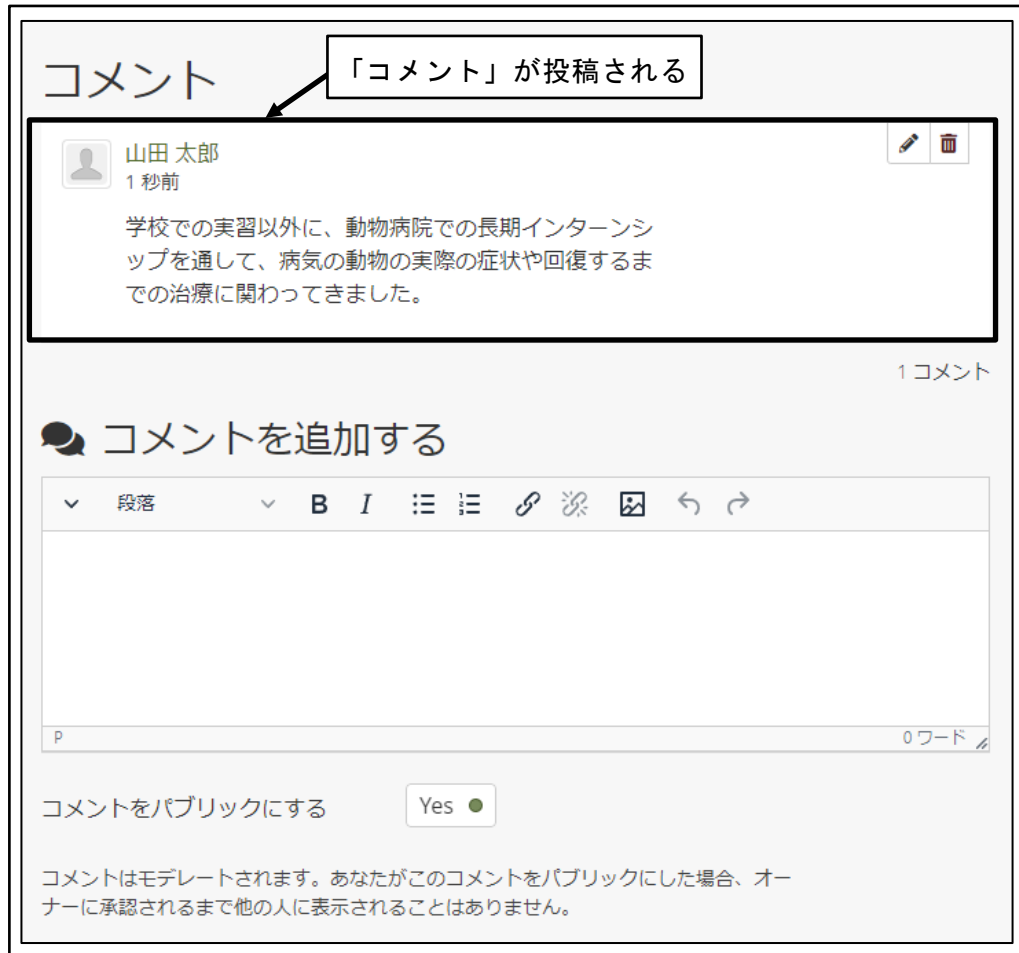 コメント
「コメント」が投稿される
山田 太郎
1 秒前
学校での実習以外に、動物病院での長期インターンシ
ップを通して、病気の動物の実際の症状や回復するま
での治療に関わってきました。
1 コメント
コメントを追加する
段落 B I
P 0 ワード
コメントをパブリックにする Yes
コメントはモデレートされます。あなたがこのコメントをパブリックにした場合、オー
ナーに承認されるまで他の人に表示されることはありません。